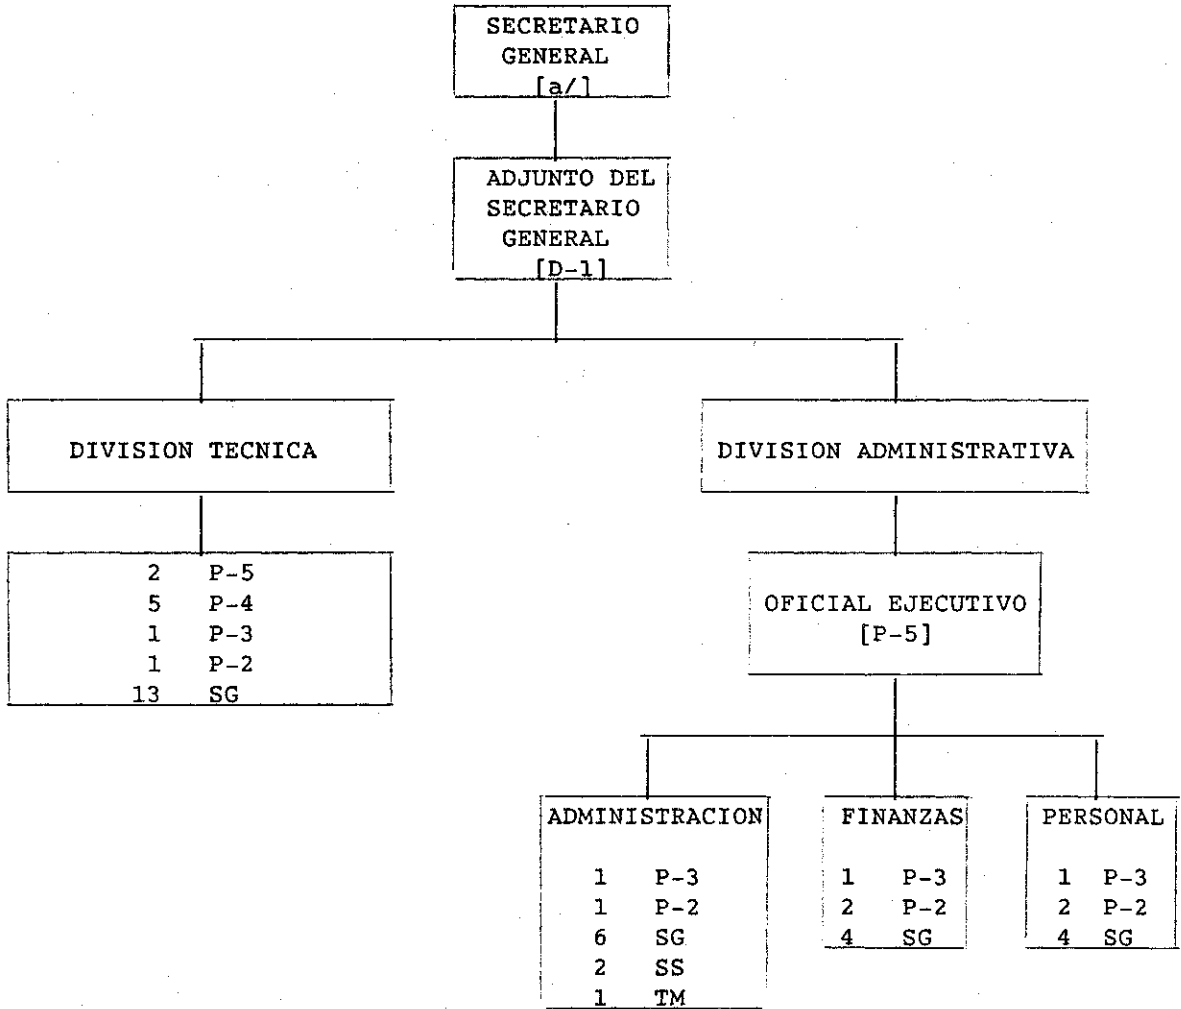 SECRETARIO
GENERAL
[a/]
ADJUNTO DEL
SECRETARIO
GENERAL
[D-1]
DIVISION TECNICA
2 P-5
5 P-4
1 P-3
1 P-2
13 SG
DIVISION ADMINISTRATIVA
OFICIAL EJECUTIVO
[P-5]
ADMINISTRACION
1 P-3
1 P-2
6 SG
2 SS
1 TM
FINANZAS
1 P-3
2 P-2
4 SG
PERSONAL
1 P-3
2 P-2
4 SG